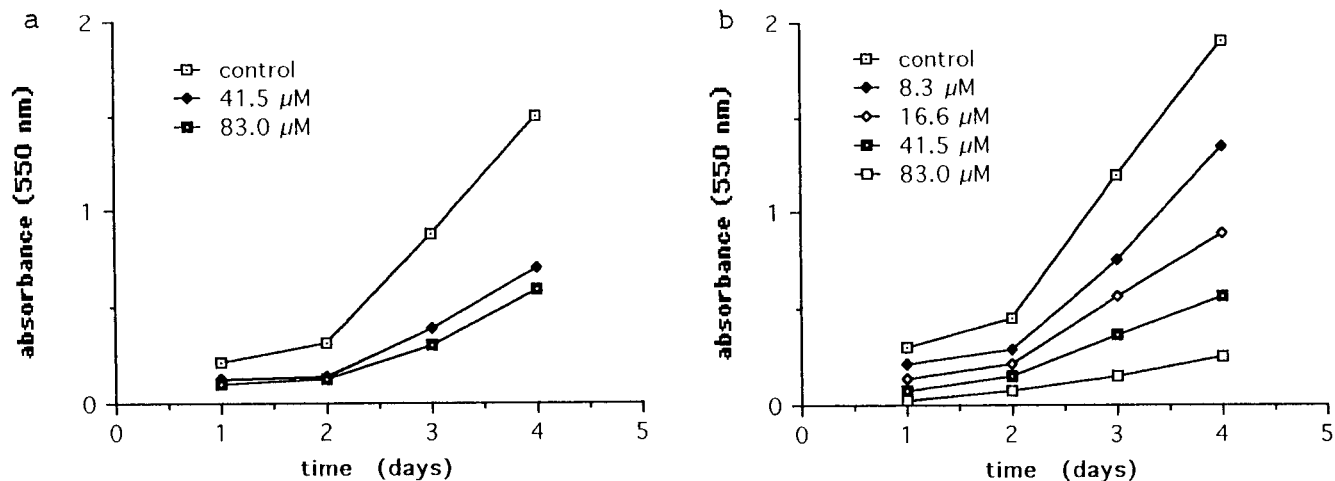 a
absorbance (550 nm)
2
1
0
control
41.5 µM
83.0 µM
0 1 2 3 4 5
time (days)
b
absorbance (550 nm)
2
1
0
control
8.3 µM
16.6 µM
41.5 µM
83.0 µM
0 1 2 3 4 5
time (days)